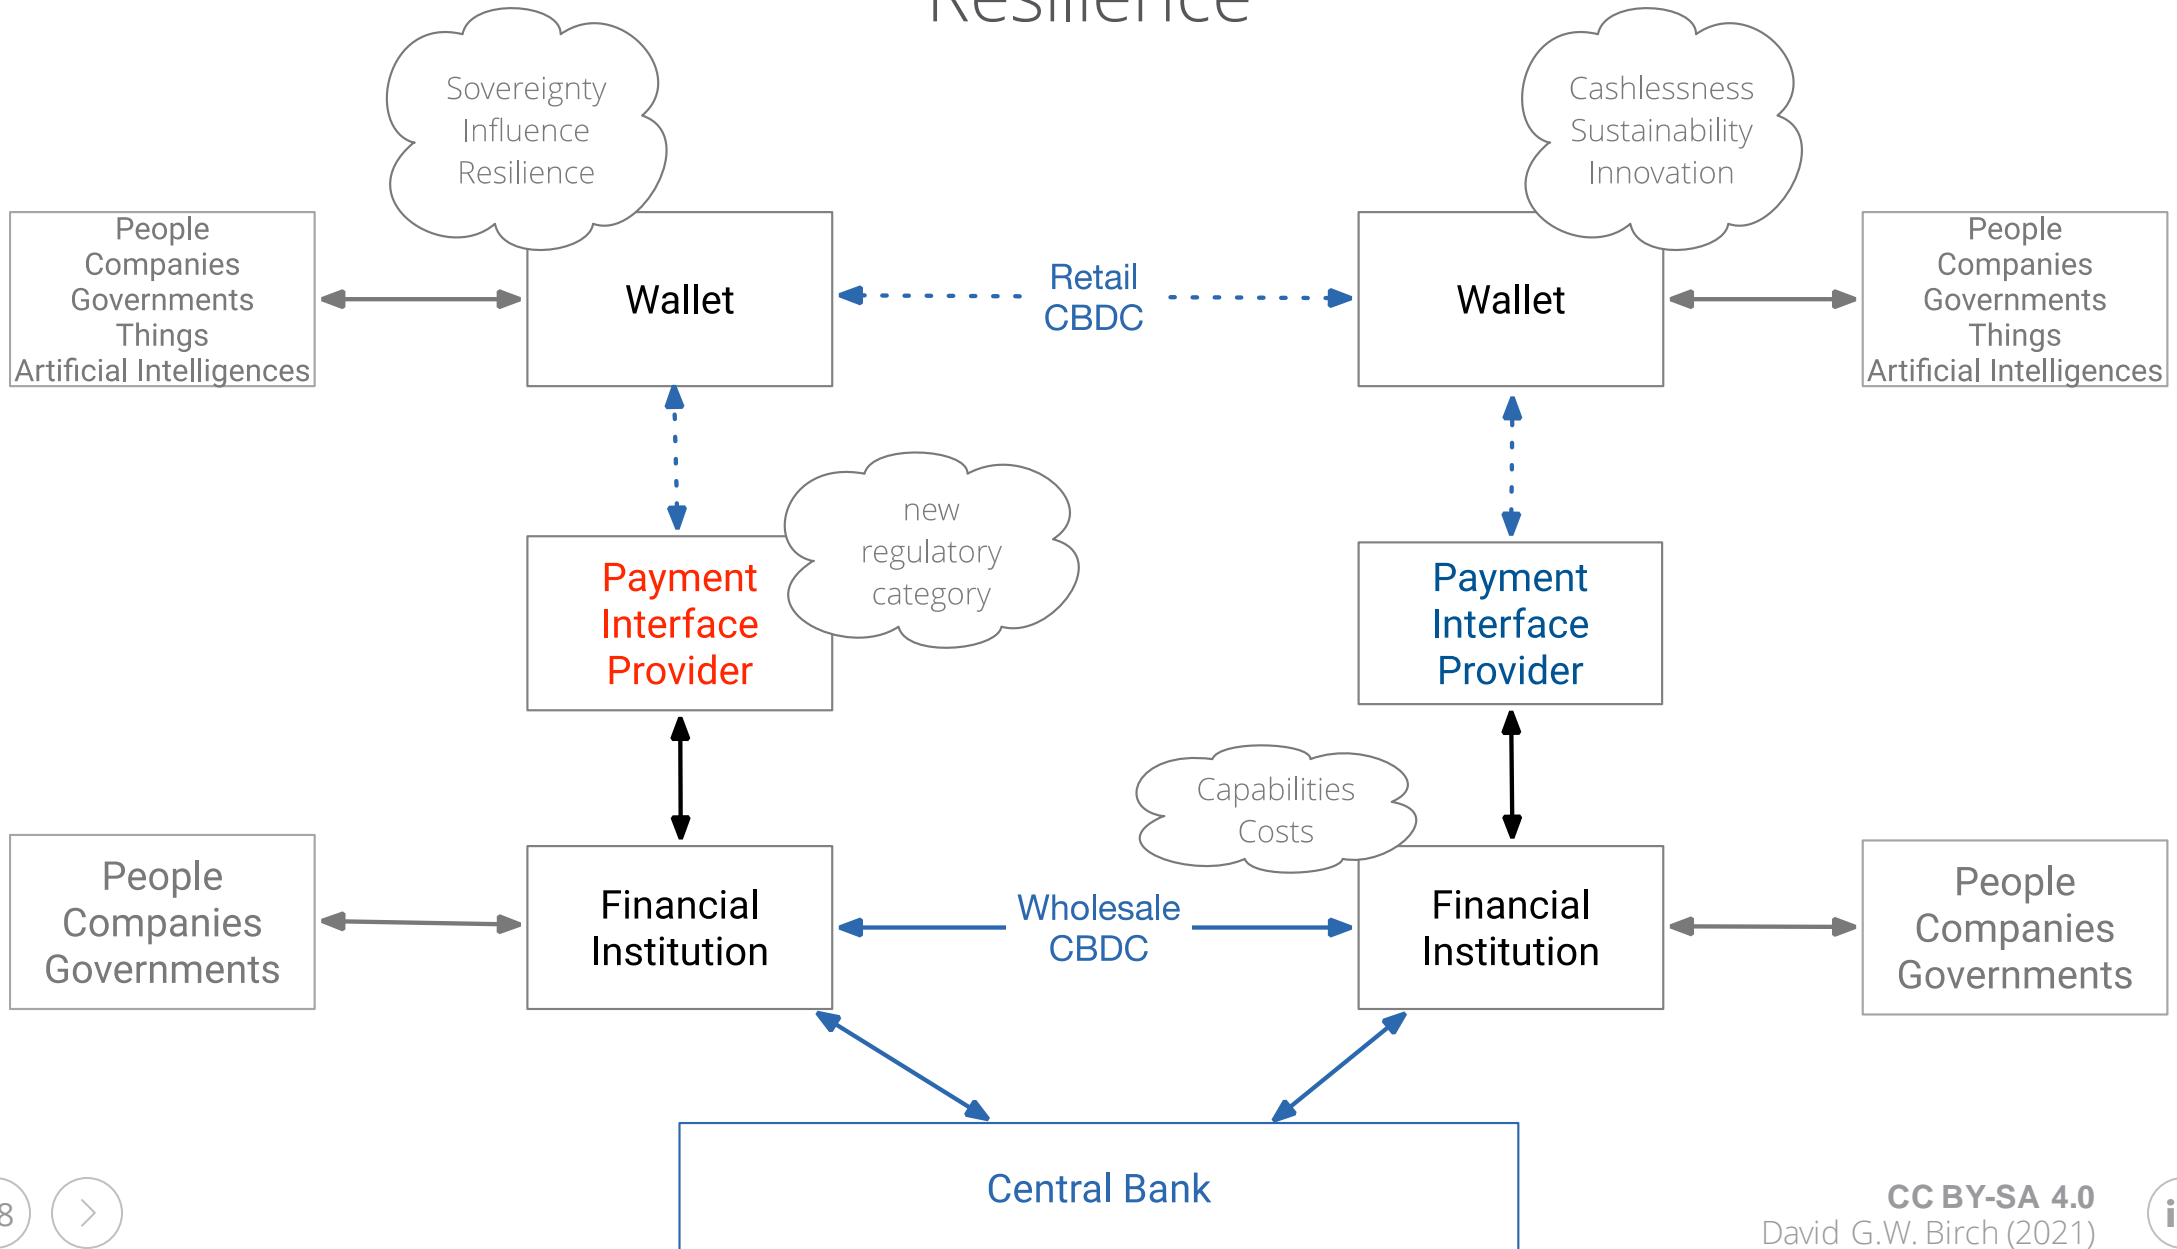 Resilience
Sovereignty
Influence
Resilience
Cashlessness
Sustainability
Innovation
People
Companies
Governments
Things
Artificial Intelligences
Wallet
Retail
CBDC
Wallet
People
Companies
Governments
Things
Artificial Intelligences
new
regulatory
category
Payment
Interface
Provider
Payment
Interface
Provider
Capabilities
Costs
People
Companies
Governments
Financial
Institution
Wholesale
CBDC
Financial
Institution
People
Companies
Governments
Central Bank
8
CC BY-SA 4.0
David G.W. Birch (2021)
i